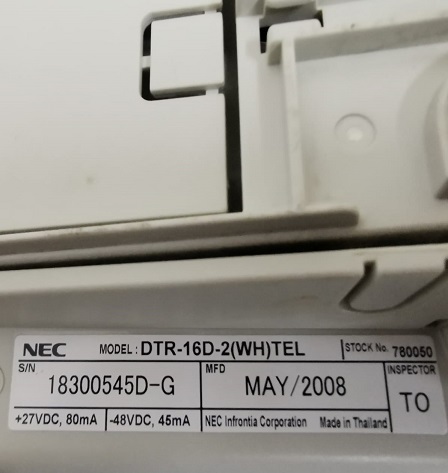 NEC MODEL : DTR-16D-2(WH)TEL STOCK No. 780050
S/N 18300545D-G MFD MAY/2008 INSPECTOR TO
+27VDC, 80mA -48VDC, 45mA NEC Infrontia Corporation Made in Thailand